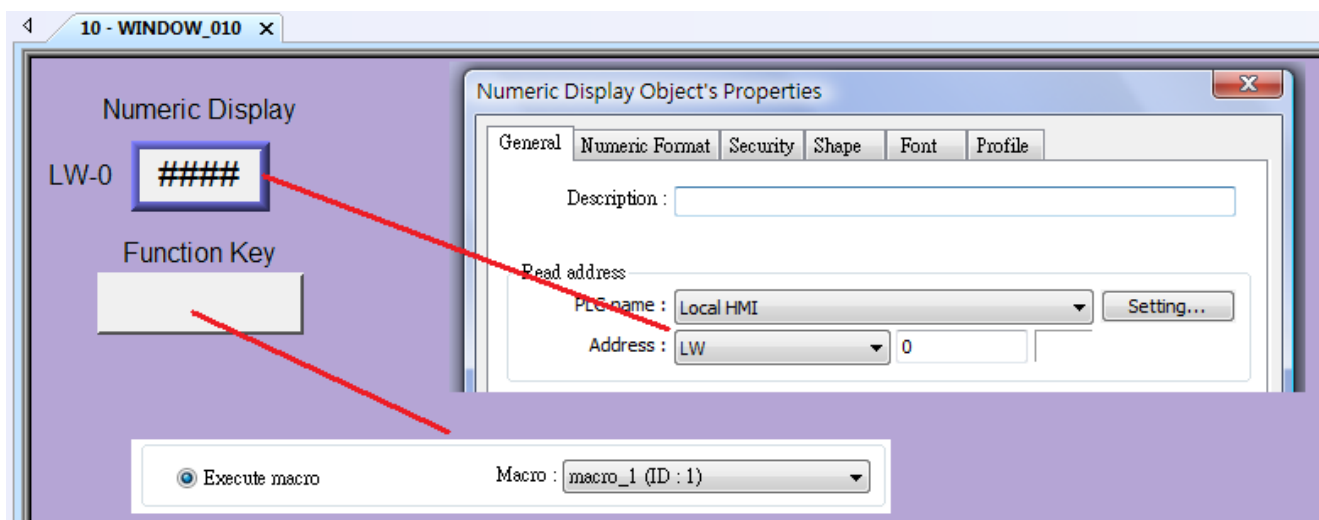 10 - WINDOW_010 X
Numeric Display
LW-0 ####
Function Key
Numeric Display Object's Properties
General Numeric Format Security Shape Font Profile
Description :
Read address
PLC name : Local HMI Setting...
Address : LW 0
Execute macro Macro : macro_1 (ID : 1)